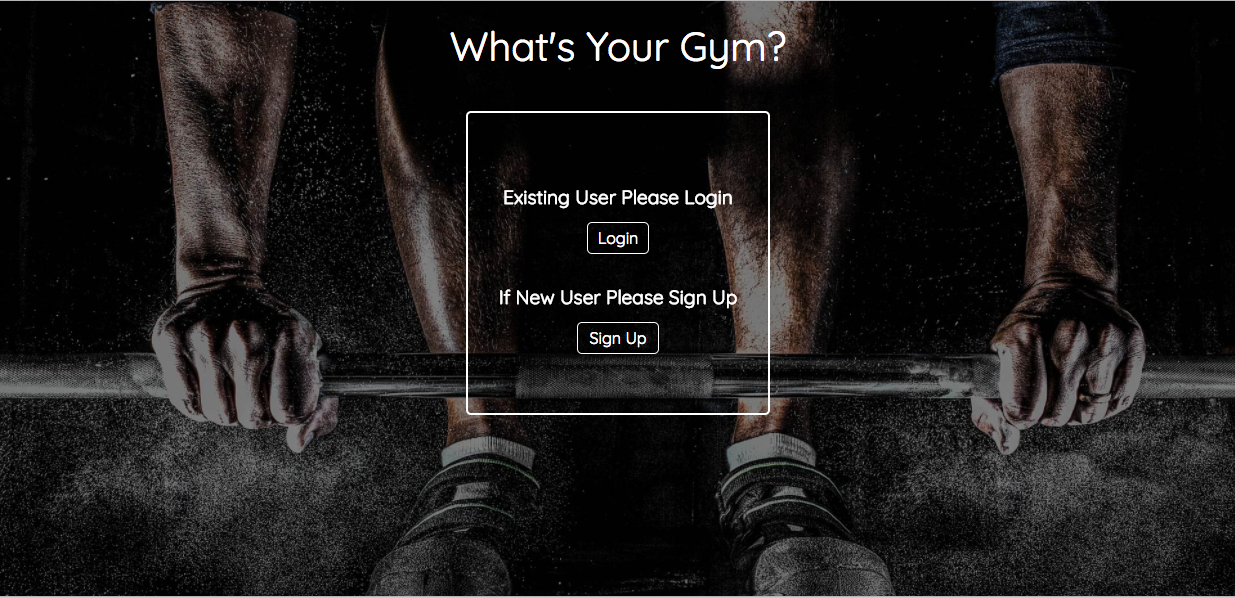 What's Your Gym?
Existing User Please Login
Login
If New User Please Sign Up
Sign Up